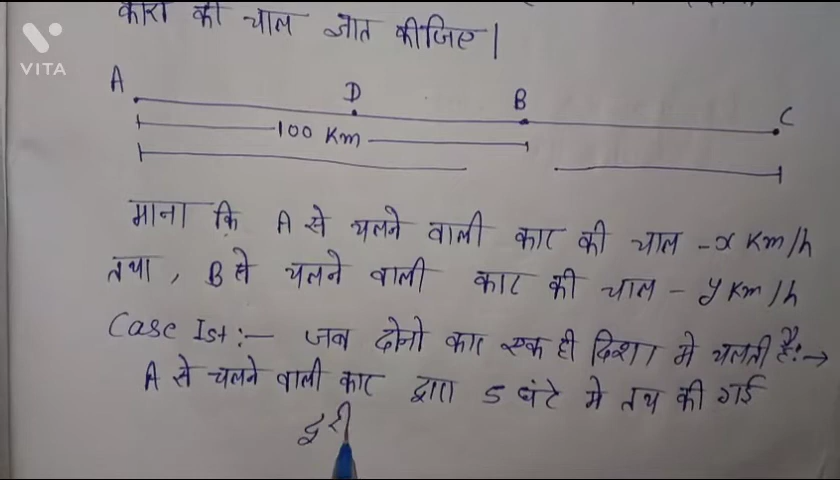 कारों की चाल ज्ञात कीजिए|
VITA
A D B C
100 Km
माना कि A से चलने वाली कार की चाल - x Km/h
तथा, B से चलने वाली कार की चाल - y Km/h
Case Ist :- जब दोनो कार एक ही दिशा मे चलती हैं:→
A से चलने वाली कार द्वारा 5 घंटे मे तय की गई
दूरी